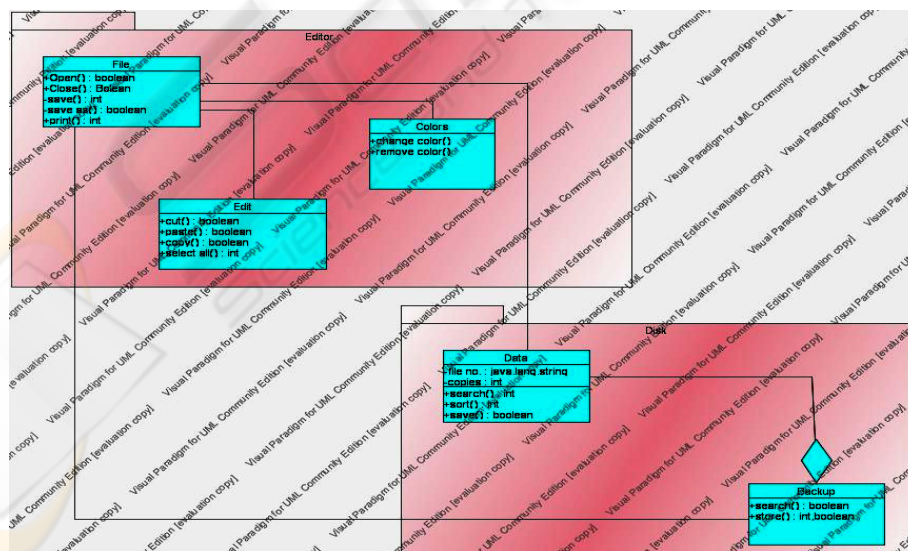 Editor
File
+Open() : boolean
+Close() : Bolean
-save() : int
-save as() : boolean
+print() : int
Colors
+change color()
+remove color()
Edit
+cut() : boolean
+paste() : boolean
+copy() : boolean
+select all() : int
Disk
Data
-file no. : java.lang.string
-copies : int
+search() : int
+sort() : int
+save() : boolean
Backup
+search() : boolean
+store() : int,boolean
Visual Paradigm for UML Community Edition [evaluation copy]